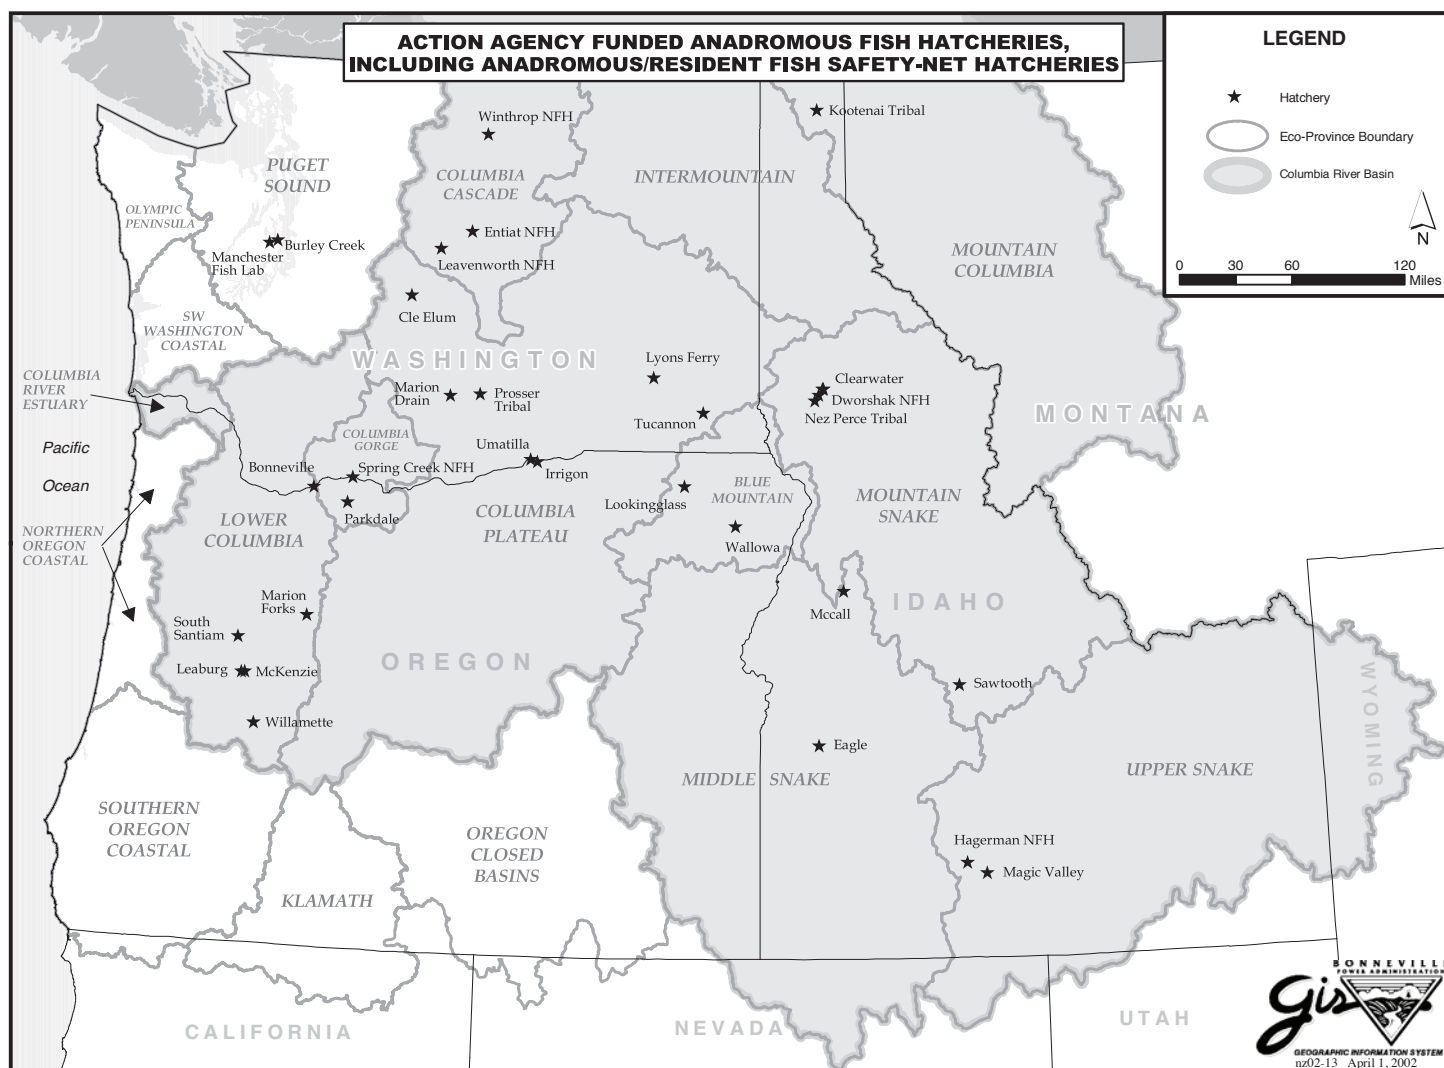 ACTION AGENCY FUNDED ANADROMOUS FISH HATCHERIES,
INCLUDING ANADROMOUS/RESIDENT FISH SAFETY-NET HATCHERIES
LEGEND
Hatchery
Eco-Province Boundary
Columbia River Basin
N
0 30 60 120
Miles
Kootenai Tribal
Winthrop NFH
PUGET
SOUND
COLUMBIA
CASCADE
INTERMOUNTAIN
OLYMPIC
PENINSULA
Burley Creek
Manchester
Fish Lab
Entiat NFH
Leavenworth NFH
MOUNTAIN
COLUMBIA
Cle Elum
SW
WASHINGTON
COASTAL
WASHINGTON
Lyons Ferry
COLUMBIA
RIVER
ESTUARY
Marion
Drain
Prosser
Tribal
Clearwater
Dworshak NFH
Nez Perce Tribal
MONTANA
Tucannon
COLUMBIA
GORGE
Pacific
Ocean
Umatilla
Irrigon
Bonneville
Spring Creek NFH
Parkdale
Lookingglass
BLUE
MOUNTAIN
MOUNTAIN
SNAKE
LOWER
COLUMBIA
COLUMBIA
PLATEAU
NORTHERN
OREGON
COASTAL
Wallowa
Marion
Forks
South
Santiam
Mccall
IDAHO
Leaburg
McKenzie
OREGON
Sawtooth
WYOMING
Willamette
Eagle
MIDDLE SNAKE
UPPER SNAKE
SOUTHERN
OREGON
COASTAL
OREGON
CLOSED
BASINS
Hagerman NFH
Magic Valley
KLAMATH
CALIFORNIA
NEVADA
UTAH
BONNEVILLE
POWER ADMINISTRATION
Gis
GEOGRAPHIC INFORMATION SYSTEM
nz02-13 April 1, 2002